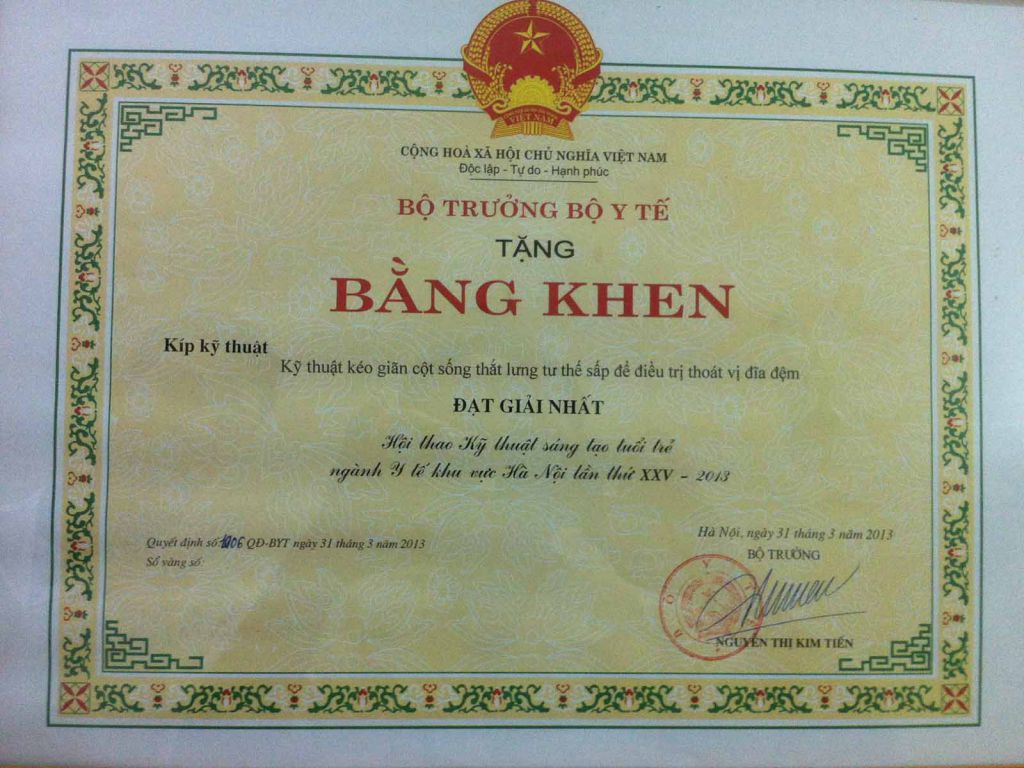 VIỆT NAM
CỘNG HOÀ XÃ HỘI CHỦ NGHĨA VIỆT NAM
Độc lập - Tự do - Hạnh phúc
BỘ TRƯỞNG BỘ Y TẾ
TẶNG
BẰNG KHEN
Kíp kỹ thuật
Kỹ thuật kéo giãn cột sống thắt lưng tư thế sấp để điều trị thoát vị đĩa đệm
ĐẠT GIẢI NHẤT
Hội thao Kỹ thuật sáng tạo tuổi trẻ
ngành Y tế khu vực Hà Nội lần thứ XXV - 2013
Quyết định số: QĐ-BYT ngày 31 tháng 3 năm 2013
Sổ vàng số:
Hà Nội, ngày 31 tháng 3 năm 2013
BỘ TRƯỞNG
NGUYỄN THỊ KIM TIẾN